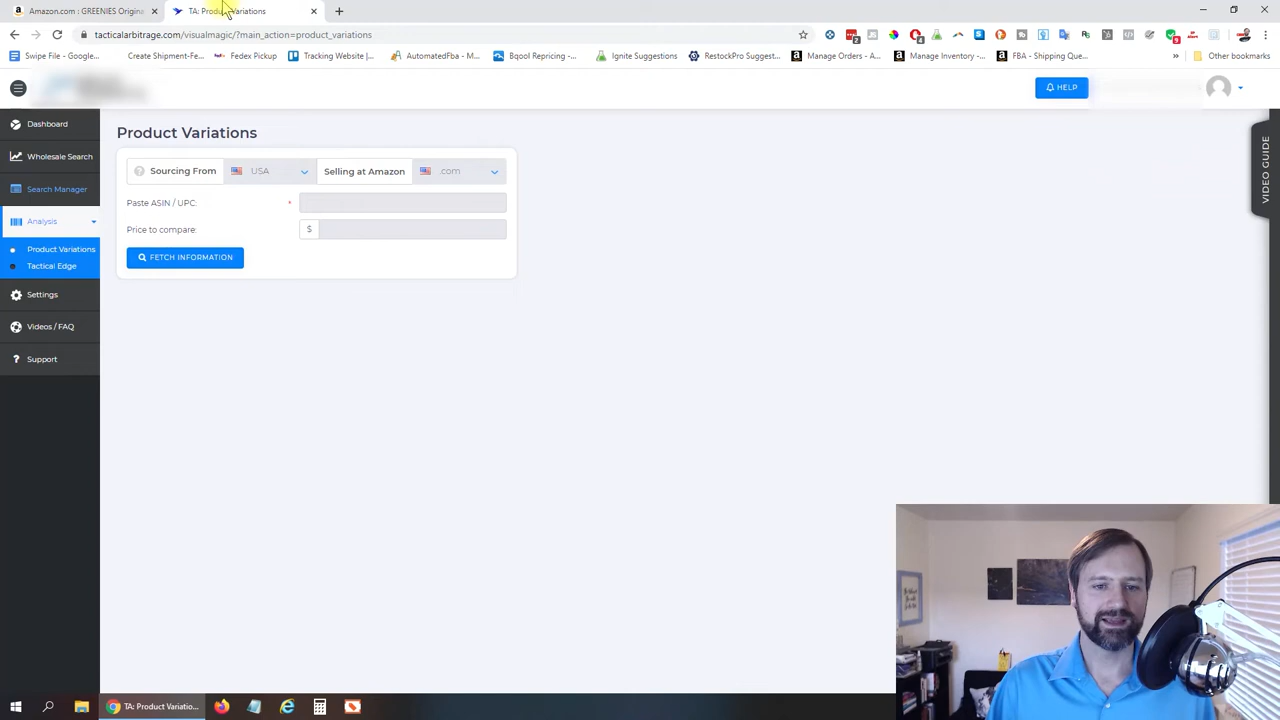 Amazon.com : GREENIES Origina
TA: Product Variations
tacticalarbitrage.com/visualmagic/?main_action=product_variations
Swipe File - Google...
Create Shipment-Fe...
Fedex Pickup
Tracking Webinar |...
AutomatedFba - M...
Bqool Repricing -...
Ignite Suggestions
RestockPro Suggest...
Manage Orders - A...
Manage Inventory -...
FBA - Shipping Que...
»
Other bookmarks
HELP
Dashboard
Wholesale Search
Search Manager
Analysis
Product Variations
Tactical Edge
Settings
Videos / FAQ
Support
Product Variations
Sourcing From
USA
Selling at Amazon
.com
Paste ASIN / UPC:
*
Price to compare:
$
FETCH INFORMATION
VIDEO GUIDE
TA: Product Variatio...